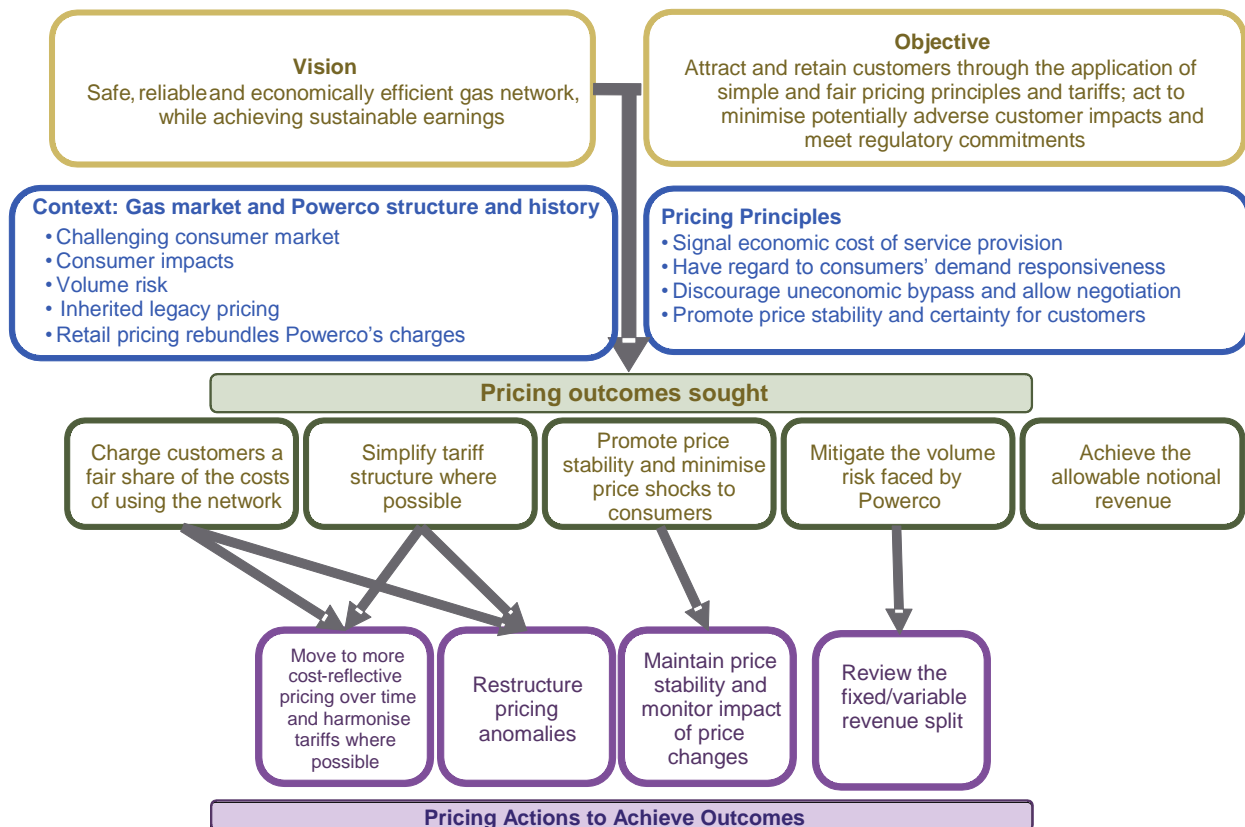 Vision
Safe, reliable and economically efficient gas network,
while achieving sustainable earnings
Objective
Attract and retain customers through the application of
simple and fair pricing principles and tariffs; act to
minimise potentially adverse customer impacts and
meet regulatory commitments
Context: Gas market and Powerco structure and history
• Challenging consumer market
• Consumer impacts
• Volume risk
• Inherited legacy pricing
• Retail pricing rebundles Powerco's charges
Pricing Principles
• Signal economic cost of service provision
• Have regard to consumers' demand responsiveness
• Discourage uneconomic bypass and allow negotiation
• Promote price stability and certainty for customers
Pricing outcomes sought
Charge customers a
fair share of the costs
of using the network
Simplify tariff
structure where
possible
Promote price
stability and minimise
price shocks to
consumers
Mitigate the volume
risk faced by
Powerco
Achieve the
allowable notional
revenue
Move to more
cost-reflective
pricing over time
and harmonise
tariffs where
possible
Restructure
pricing
anomalies
Maintain price
stability and
monitor impact
of price
changes
Review the
fixed/variable
revenue split
Pricing Actions to Achieve Outcomes